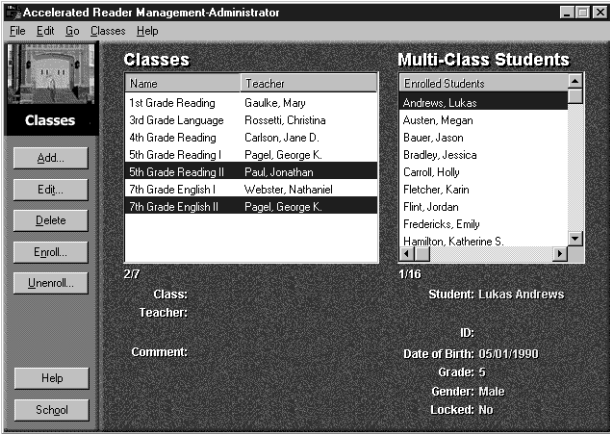 Accelerated Reader Management-Administrator
File Edit Go Classes Help
Classes
Add...
Edit...
Delete
Enroll...
Unenroll...
Help
School
Classes
Name Teacher
1st Grade Reading Gaulke, Mary
3rd Grade Language Rossetti, Christina
4th Grade Reading Carlson, Jane D.
5th Grade Reading I Pagel, George K.
5th Grade Reading II Paul, Jonathan
7th Grade English I Webster, Nathaniel
7th Grade English II Pagel, George K.
2/7
Class:
Teacher:
Comment:
Multi-Class Students
Enrolled Students
Andrews, Lukas
Austen, Megan
Bauer, Jason
Bradley, Jessica
Carroll, Holly
Fletcher, Karin
Flint, Jordan
Fredericks, Emily
Hamilton, Katherine S.
1/16
Student: Lukas Andrews
ID:
Date of Birth: 05/01/1990
Grade: 5
Gender: Male
Locked: No